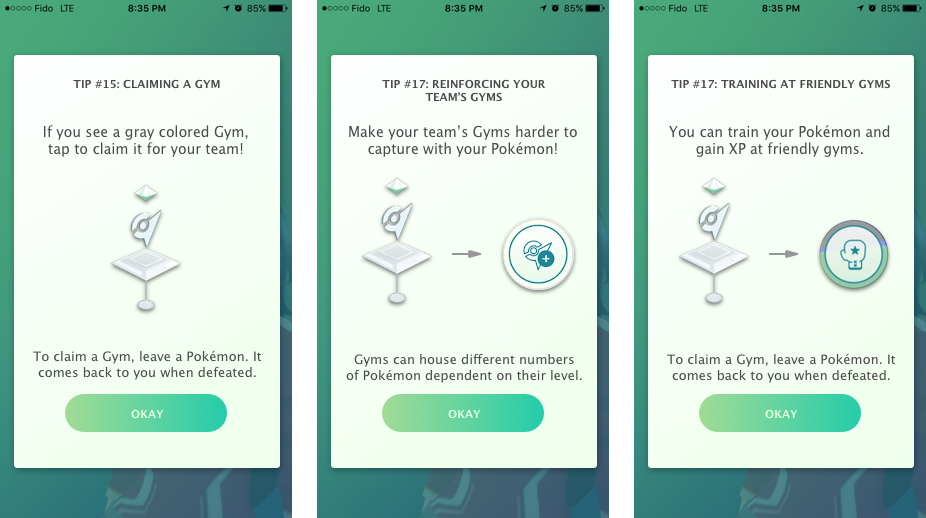 ●○○○○ Fido LTE 8:35 PM 85%
TIP #15: CLAIMING A GYM
If you see a gray colored Gym,
tap to claim it for your team!
To claim a Gym, leave a Pokémon. It
comes back to you when defeated.
OKAY
●○○○○ Fido LTE 8:35 PM 85%
TIP #17: REINFORCING YOUR
TEAM'S GYMS
Make your team's Gyms harder to
capture with your Pokémon!
Gyms can house different numbers
of Pokémon dependent on their level.
OKAY
●○○○○ Fido LTE 8:35 PM 85%
TIP #17: TRAINING AT FRIENDLY GYMS
You can train your Pokémon and
gain XP at friendly gyms.
To claim a Gym, leave a Pokémon. It
comes back to you when defeated.
OKAY